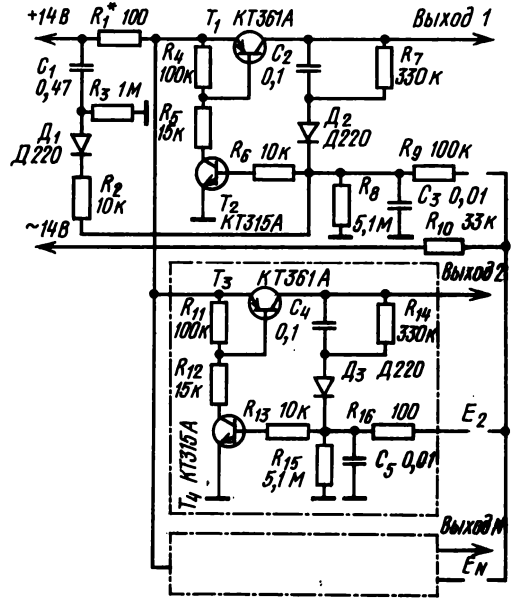 +14В R1* 100 T1 КТ361А Выход 1
R4 100к C2 0,1 R7 330к
C1 0,47 R3 1М
R5 15к
Д1 Д220 Д2 Д220
R6 10к R9 100к
R2 10к T2 КТ315А R8 5,1М C3 0,01
R10 33к
~14В
T3 КТ361А Выход 2
R11 100к C4 0,1 R14 330к
R12 15к Д3 Д220
R13 10к R16 100 E2
T4 КТ315А R15 5,1М C5 0,01
Выход N
EN